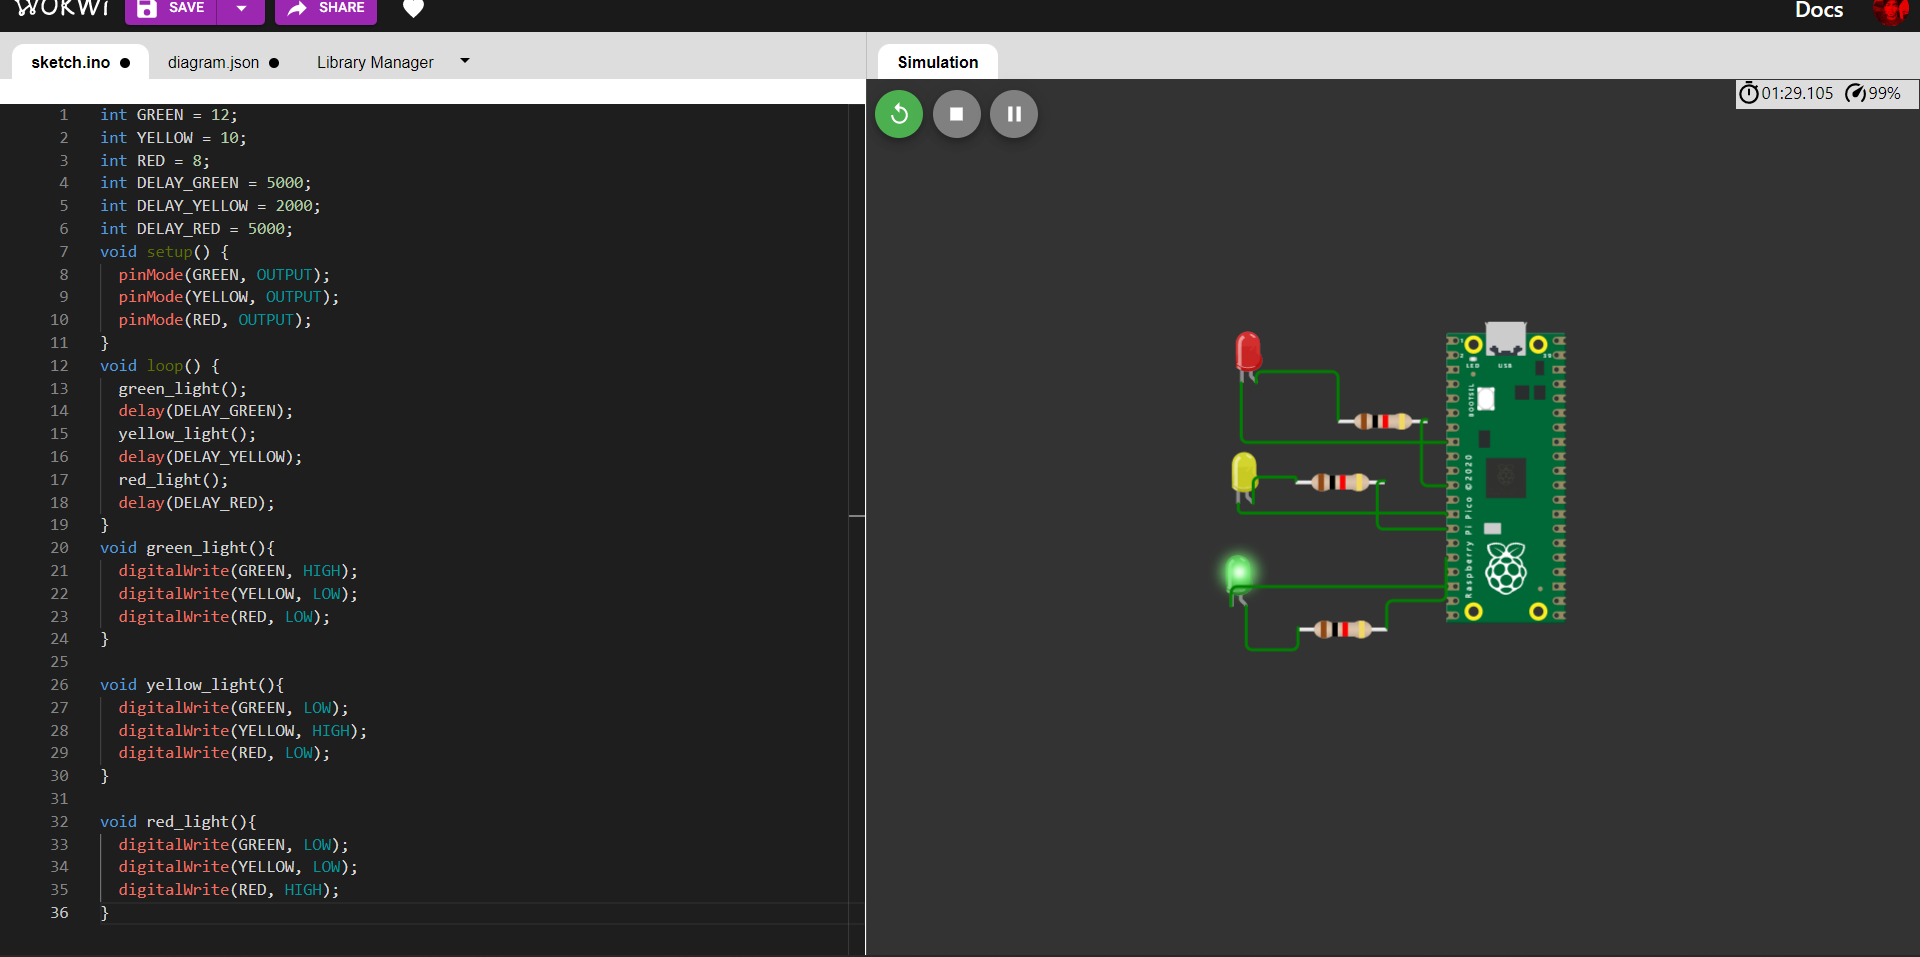 WOKWI SAVE SHARE Docs
sketch.ino diagram.json Library Manager
Simulation
01:29.105 99%
1 int GREEN = 12;
2 int YELLOW = 10;
3 int RED = 8;
4 int DELAY_GREEN = 5000;
5 int DELAY_YELLOW = 2000;
6 int DELAY_RED = 5000;
7 void setup() {
8 pinMode(GREEN, OUTPUT);
9 pinMode(YELLOW, OUTPUT);
10 pinMode(RED, OUTPUT);
11 }
12 void loop() {
13 green_light();
14 delay(DELAY_GREEN);
15 yellow_light();
16 delay(DELAY_YELLOW);
17 red_light();
18 delay(DELAY_RED);
19 }
20 void green_light(){
21 digitalWrite(GREEN, HIGH);
22 digitalWrite(YELLOW, LOW);
23 digitalWrite(RED, LOW);
24 }
25
26 void yellow_light(){
27 digitalWrite(GREEN, LOW);
28 digitalWrite(YELLOW, HIGH);
29 digitalWrite(RED, LOW);
30 }
31
32 void red_light(){
33 digitalWrite(GREEN, LOW);
34 digitalWrite(YELLOW, LOW);
35 digitalWrite(RED, HIGH);
36 }
1
2
39
LED
USB
BOOTSEL
Raspberry Pi Pico ©2020